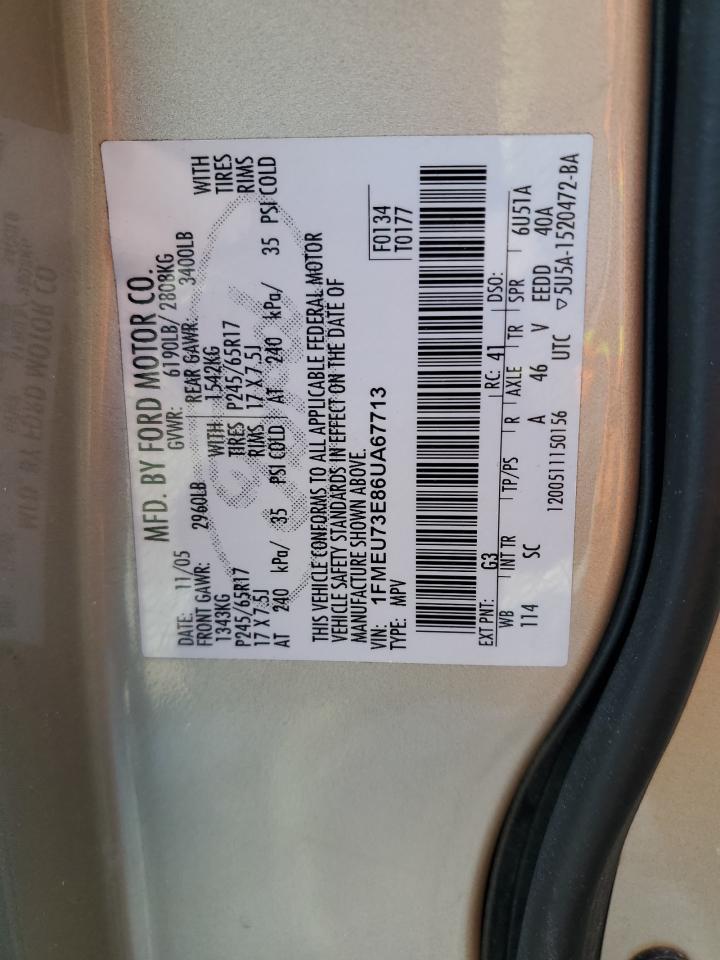 MFD. BY FORD MOTOR CO.
DATE: 11/05 GVWR: 6190LB/ 2808KG
FRONT GAWR: 2960LB REAR GAWR: 3400LB
1343KG WITH 1542KG WITH
P245/65R17 TIRES P245/65R17 TIRES
17 X 7.5J RIMS 17 X 7.5J RIMS
AT 240 kPa/ 35 PSI COLD AT 240 kPa/ 35 PSI COLD
THIS VEHICLE CONFORMS TO ALL APPLICABLE FEDERAL MOTOR
VEHICLE SAFETY STANDARDS IN EFFECT ON THE DATE OF
MANUFACTURE SHOWN ABOVE.
VIN: 1FMEU73E86UA67713
TYPE: MPV
F0134
T0177
EXT PNT: G3 RC: 41 DSO:
WB INT TR TP/PS R AXLE TR SPR 6U51A
114 SC A 46 V EEDD 40A
1200511150156 UTC ▽5U5A-1520472-BA